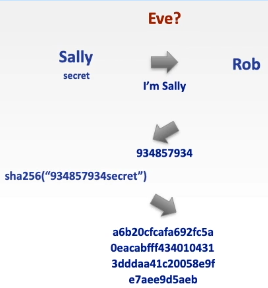 Eve?
Sally
secret
Rob
I'm Sally
934857934
sha256("934857934secret")
a6b20cfcafa692fc5a
0eacabfff434010431
3dddaa41c20058e9f
e7aee9d5aeb